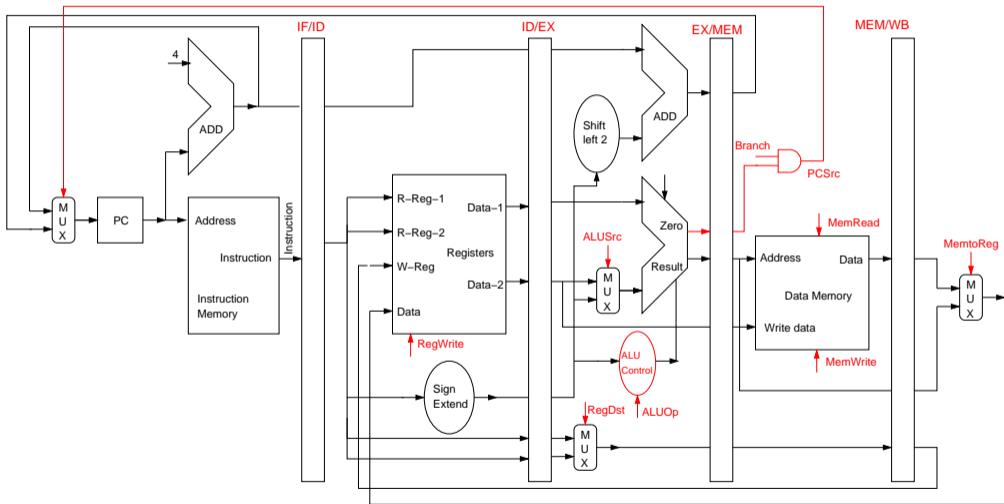 IF/ID
ID/EX
EX/MEM
MEM/WB
4
ADD
Shift
left 2
ADD
Branch
PCSrc
M
U
X
PC
Address
Instruction
Instruction
Memory
Instruction
R-Reg-1
R-Reg-2
W-Reg
Data
Data-1
Registers
Data-2
RegWrite
Sign
Extend
ALUSrc
M
U
X
Zero
Result
ALU
Control
ALUOp
RegDst
M
U
X
MemRead
Address
Data
Data Memory
Write data
MemWrite
MemtoReg
M
U
X